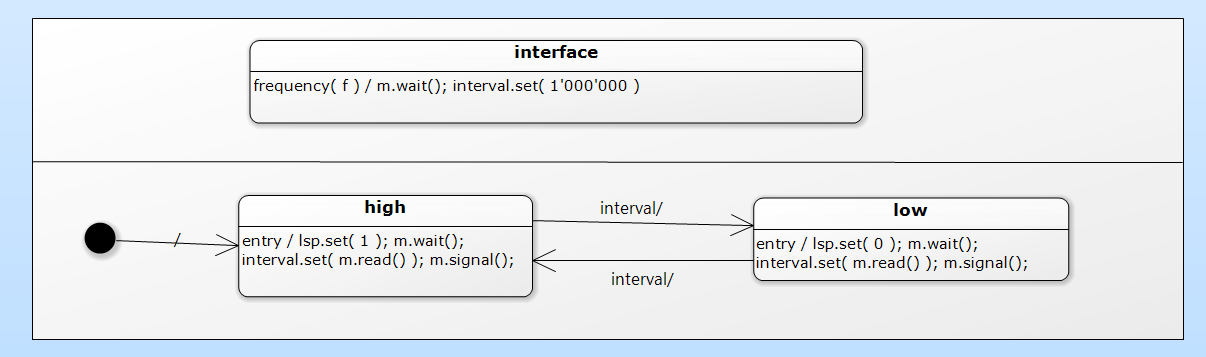 interface
frequency( f ) / m.wait(); interval.set( 1'000'000 )
high
entry / lsp.set( 1 ); m.wait();
interval.set( m.read() ); m.signal();
/
interval/
interval/
low
entry / lsp.set( 0 ); m.wait();
interval.set( m.read() ); m.signal();